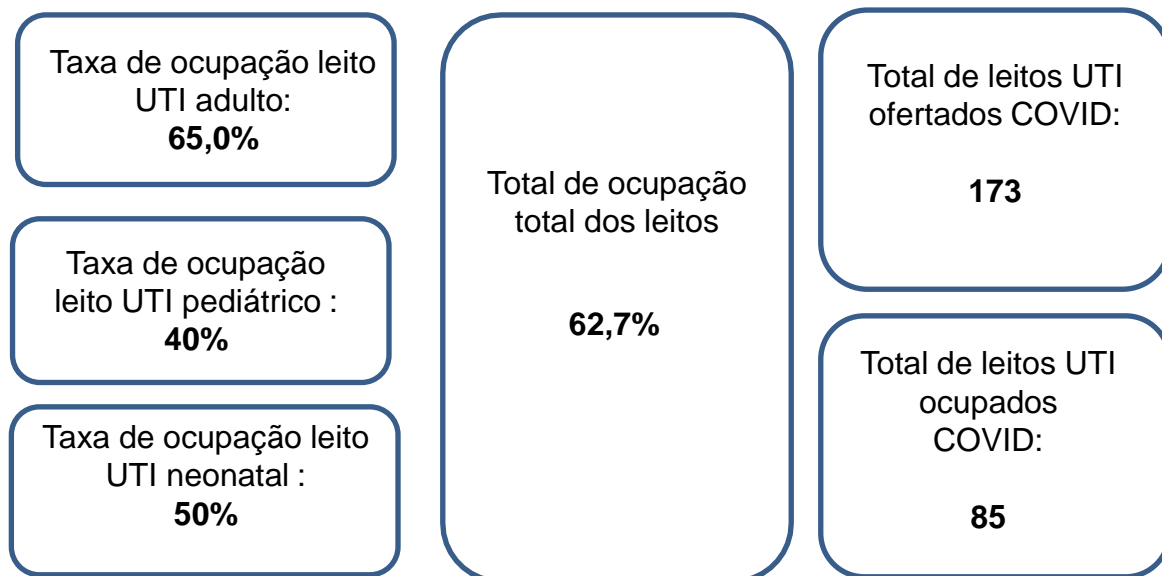 Taxa de ocupação leito
UTI adulto:
65,0%
Taxa de ocupação
leito UTI pediátrico :
40%
Taxa de ocupação leito
UTI neonatal :
50%
Total de ocupação
total dos leitos
62,7%
Total de leitos UTI
ofertados COVID:
173
Total de leitos UTI
ocupados
COVID:
85